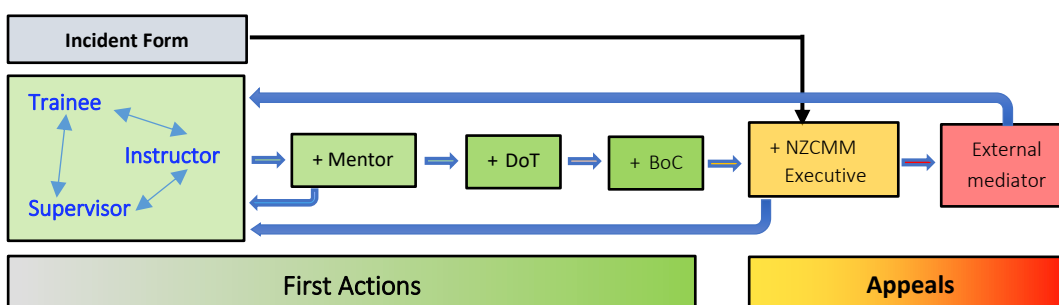 Incident Form
Trainee
Instructor
Supervisor
+ Mentor
+ DoT
+ BoC
+ NZCMM
Executive
External
mediator
First Actions
Appeals